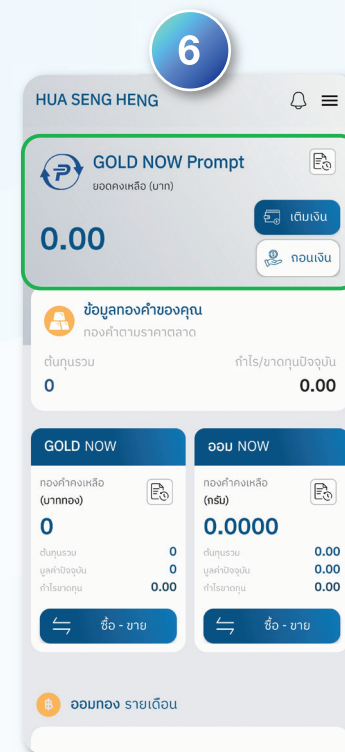 6
HUA SENG HENG
GOLD NOW Prompt
ยอดคงเหลือ (บาท)
0.00
เติมเงิน
ถอนเงิน
ข้อมูลทองคำของคุณ
ทองคำตามราคาตลาด
ต้นทุนรวม กำไร/ขาดทุนปัจจุบัน
0 0.00
GOLD NOW
ทองคำคงเหลือ
(บาททอง)
0
ต้นทุนรวม 0
มูลค่าปัจจุบัน 0
กำไรขาดทุน 0.00
ซื้อ - ขาย
ออม NOW
ทองคำคงเหลือ
(กรัม)
0.0000
ต้นทุนรวม 0.00
มูลค่าปัจจุบัน 0.00
กำไรขาดทุน 0.00
ซื้อ - ขาย
ออมทอง รายเดือน